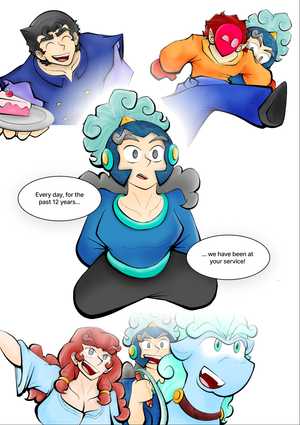 Every day, for the
past 12 years...
... we have been at
your service!